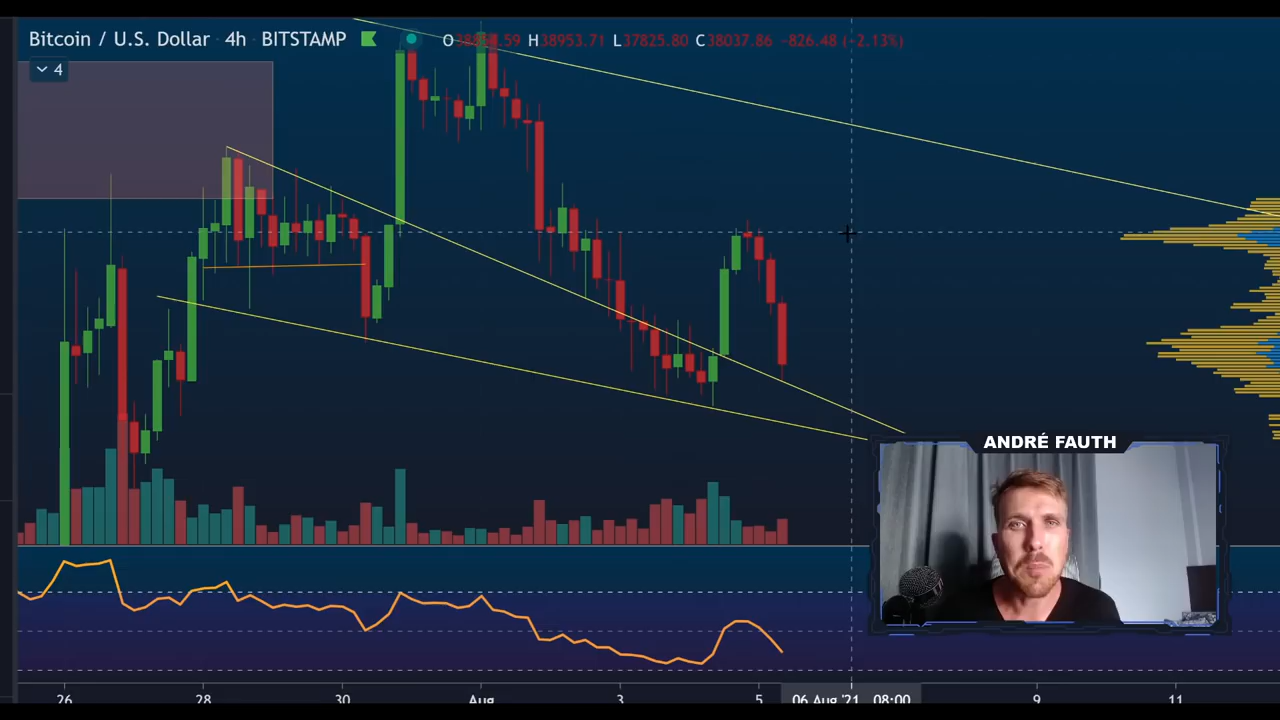 Bitcoin / U.S. Dollar · 4h · BITSTAMP
H38953.71 L37825.80 C38037.86 -826.48 (-2.13%)
4
ANDRÉ FAUTH
26 28 30 Aug 3 5 06 Aug '21 08:00 9 11